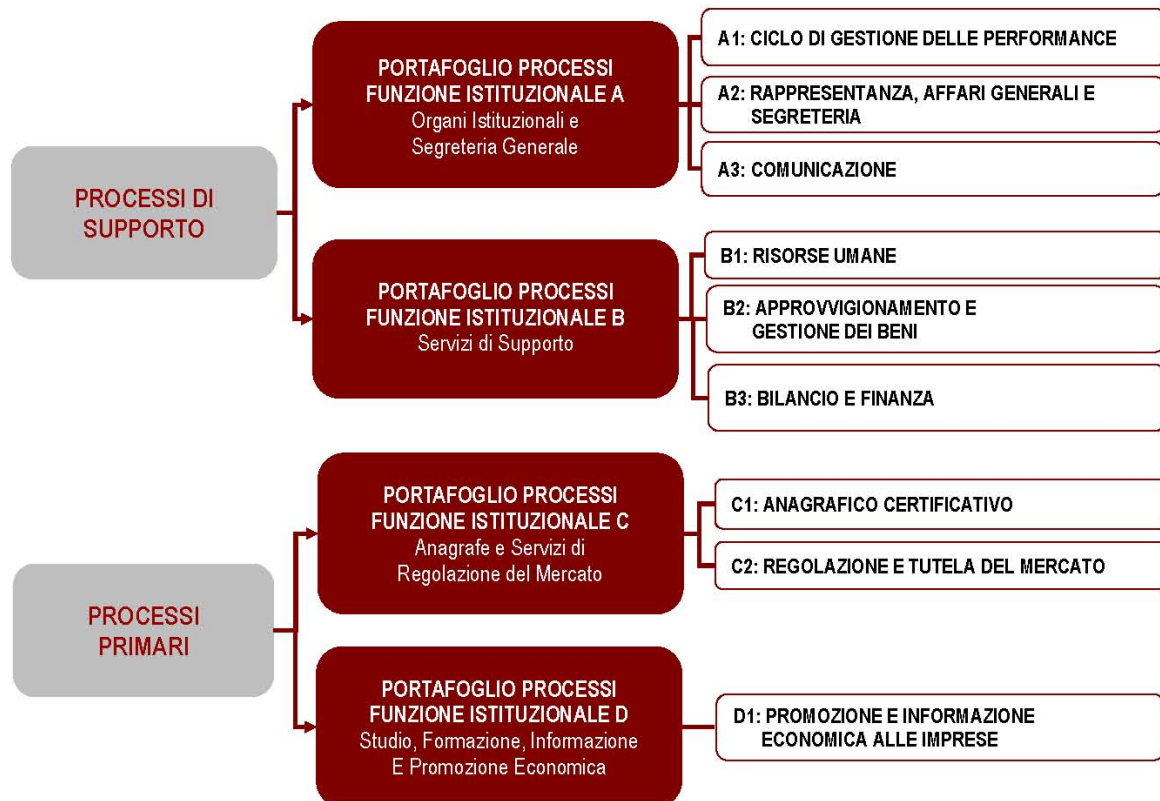 PROCESSI DI
SUPPORTO
PORTAFOGLIO PROCESSI
FUNZIONE ISTITUZIONALE A
Organi Istituzionali e
Segreteria Generale
A1: CICLO DI GESTIONE DELLE PERFORMANCE
A2: RAPPRESENTANZA, AFFARI GENERALI E
SEGRETERIA
A3: COMUNICAZIONE
PORTAFOGLIO PROCESSI
FUNZIONE ISTITUZIONALE B
Servizi di Supporto
B1: RISORSE UMANE
B2: APPROVVIGIONAMENTO E
GESTIONE DEI BENI
B3: BILANCIO E FINANZA
PROCESSI
PRIMARI
PORTAFOGLIO PROCESSI
FUNZIONE ISTITUZIONALE C
Anagrafe e Servizi di
Regolazione del Mercato
C1: ANAGRAFICO CERTIFICATIVO
C2: REGOLAZIONE E TUTELA DEL MERCATO
PORTAFOGLIO PROCESSI
FUNZIONE ISTITUZIONALE D
Studio, Formazione, Informazione
E Promozione Economica
D1: PROMOZIONE E INFORMAZIONE
ECONOMICA ALLE IMPRESE